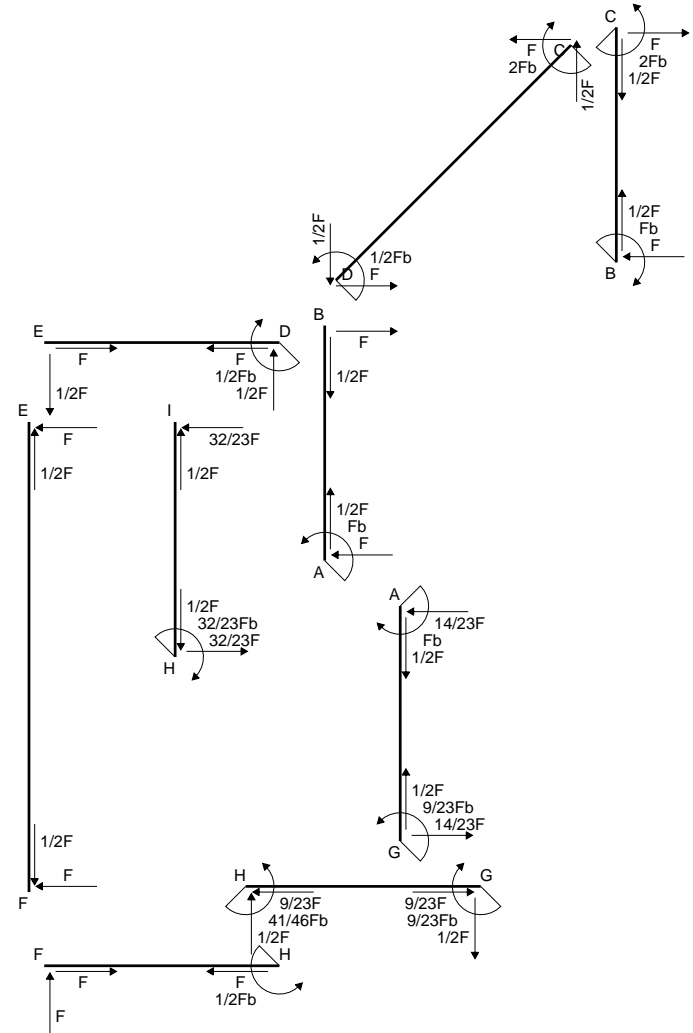 C
F
2Fb
1/2F
C
F
2Fb
1/2F
1/2F
Fb
F
B
1/2F
1/2Fb
D
F
E
D
F
F
1/2Fb
1/2F
1/2F
B
F
1/2F
1/2F
Fb
F
A
E
F
1/2F
I
32/23F
1/2F
1/2F
32/23Fb
32/23F
H
A
14/23F
Fb
1/2F
1/2F
9/23Fb
14/23F
G
1/2F
F
F
H
G
9/23F
41/46Fb
1/2F
9/23F
9/23Fb
1/2F
F
H
F
F
1/2Fb
F